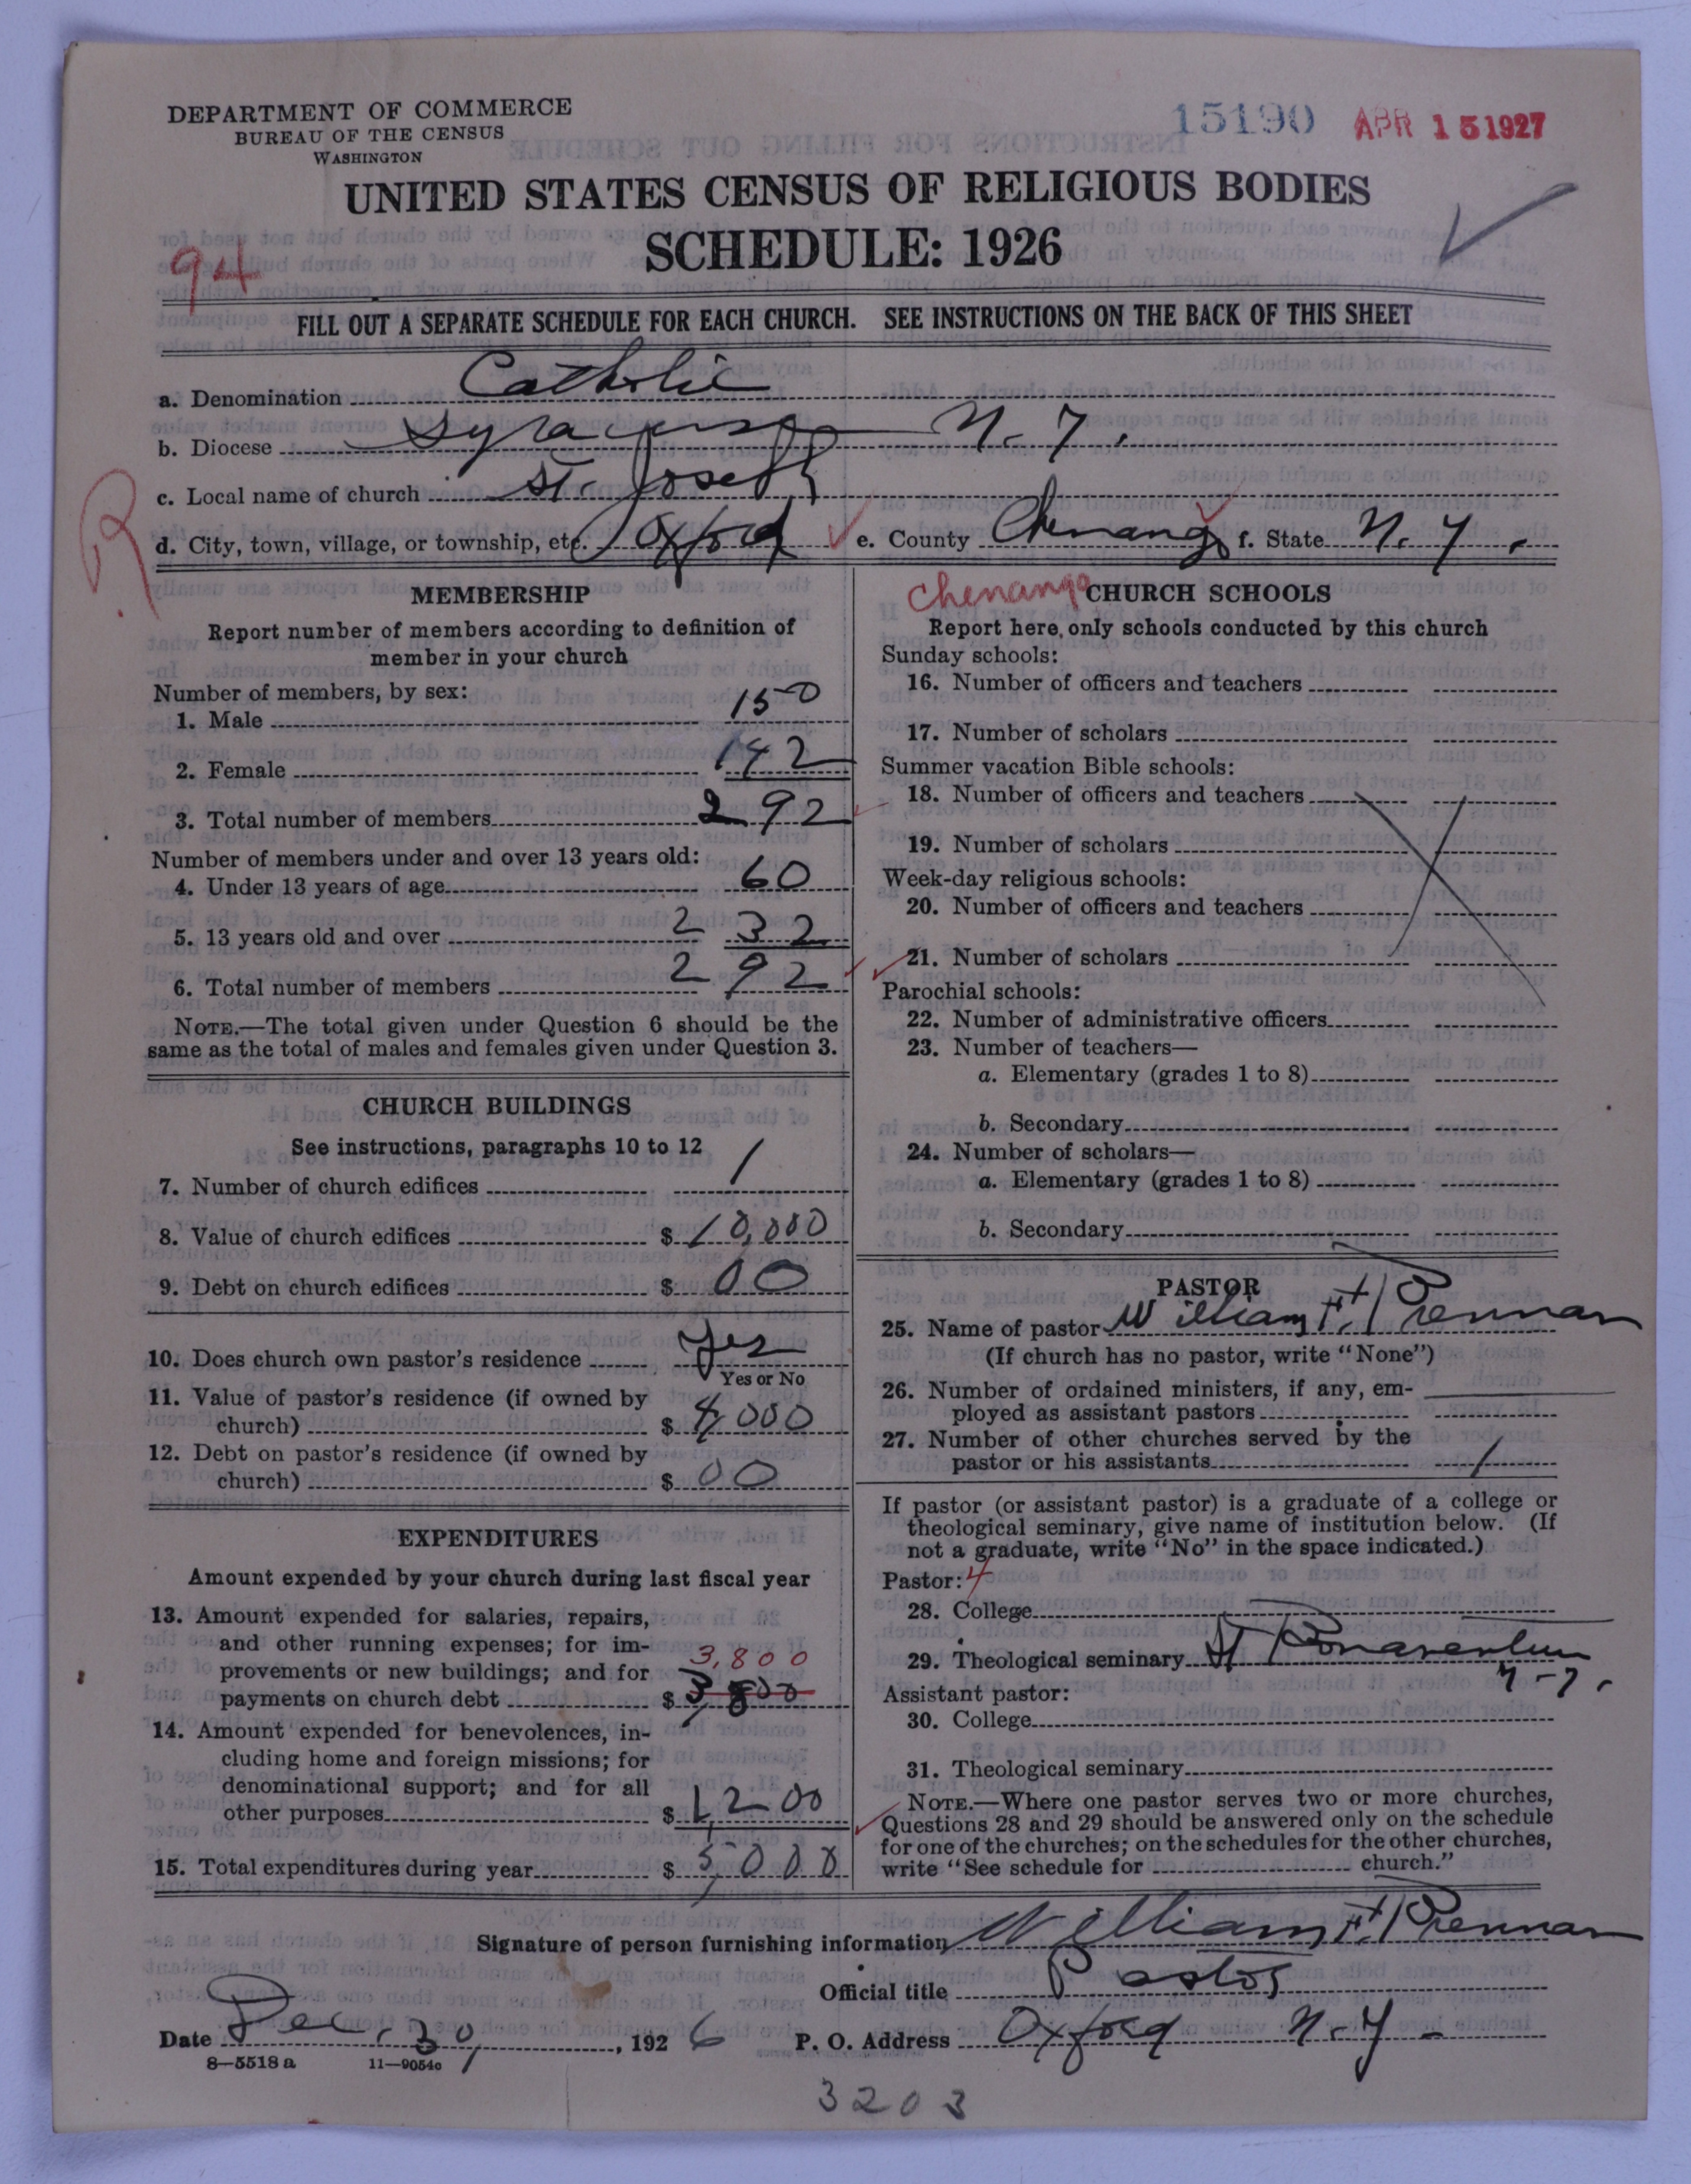 DEPARTMENT OF COMMERCE
BUREAU OF THE CENSUS
WASHINGTON
15190 APR 15 1927
UNITED STATES CENSUS OF RELIGIOUS BODIES
SCHEDULE: 1926
94
FILL OUT A SEPARATE SCHEDULE FOR EACH CHURCH. SEE INSTRUCTIONS ON THE BACK OF THIS SHEET
a. Denomination Catholic
b. Diocese Syracuse N. Y.
c. Local name of church St. Joseph
R
d. City, town, village, or township, etc. Oxford e. County Chenango f. State N. Y.
MEMBERSHIP
Report number of members according to definition of
member in your church
Number of members, by sex:
1. Male 150
2. Female 142
3. Total number of members 292
Number of members under and over 13 years old:
4. Under 13 years of age 60
5. 13 years old and over 232
6. Total number of members 292
NOTE.—The total given under Question 6 should be the
same as the total of males and females given under Question 3.
CHURCH BUILDINGS
See instructions, paragraphs 10 to 12
7. Number of church edifices 1
8. Value of church edifices $ 10,000
9. Debt on church edifices $ 00
10. Does church own pastor's residence Yes
Yes or No
11. Value of pastor's residence (if owned by
church) $ 4,000
12. Debt on pastor's residence (if owned by
church) $ 00
EXPENDITURES
Amount expended by your church during last fiscal year
13. Amount expended for salaries, repairs,
and other running expenses; for im-
provements or new buildings; and for 3,800
payments on church debt $ 3,800
14. Amount expended for benevolences, in-
cluding home and foreign missions; for
denominational support; and for all
other purposes $ 1,200
15. Total expenditures during year $ 5,000
Chenango CHURCH SCHOOLS
Report here only schools conducted by this church
Sunday schools:
16. Number of officers and teachers
17. Number of scholars
Summer vacation Bible schools:
18. Number of officers and teachers
19. Number of scholars
Week-day religious schools:
20. Number of officers and teachers
21. Number of scholars
Parochial schools:
22. Number of administrative officers
23. Number of teachers—
a. Elementary (grades 1 to 8)
b. Secondary
24. Number of scholars—
a. Elementary (grades 1 to 8)
b. Secondary
PASTOR
25. Name of pastor William H. Brennan
(If church has no pastor, write "None")
26. Number of ordained ministers, if any, em-
ployed as assistant pastors
27. Number of other churches served by the
pastor or his assistants 1
If pastor (or assistant pastor) is a graduate of a college or
theological seminary, give name of institution below. (If
not a graduate, write "No" in the space indicated.)
Pastor: 4
28. College
29. Theological seminary St Bonaventure
N-Y.
Assistant pastor:
30. College
31. Theological seminary
NOTE.—Where one pastor serves two or more churches,
Questions 28 and 29 should be answered only on the schedule
for one of the churches; on the schedules for the other churches,
write "See schedule for church."
Signature of person furnishing information William H. Brennan
Official title Pastor
Date Dec. 30, 1926 P. O. Address Oxford N-Y-
8—5518 a 11—9054c
3203